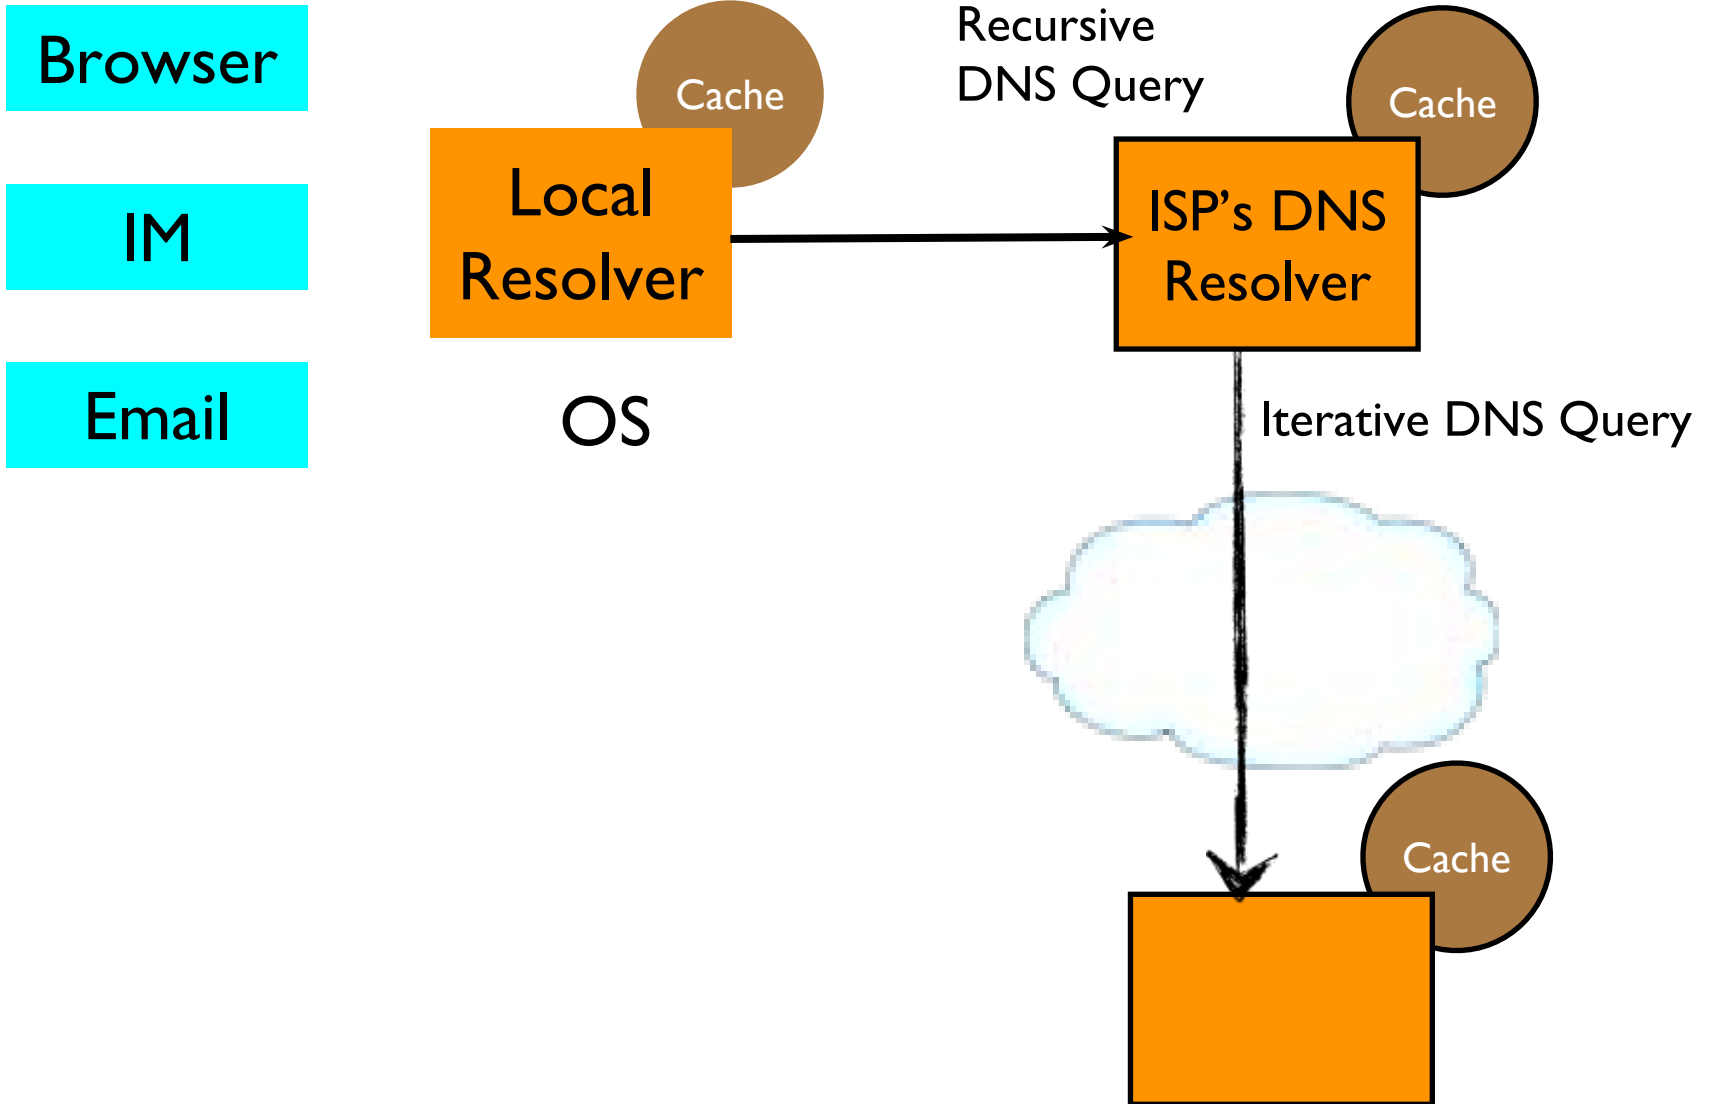 Browser
IM
Email
Cache
Local
Resolver
OS
Recursive
DNS Query
Cache
ISP’s DNS
Resolver
Iterative DNS Query
Cache